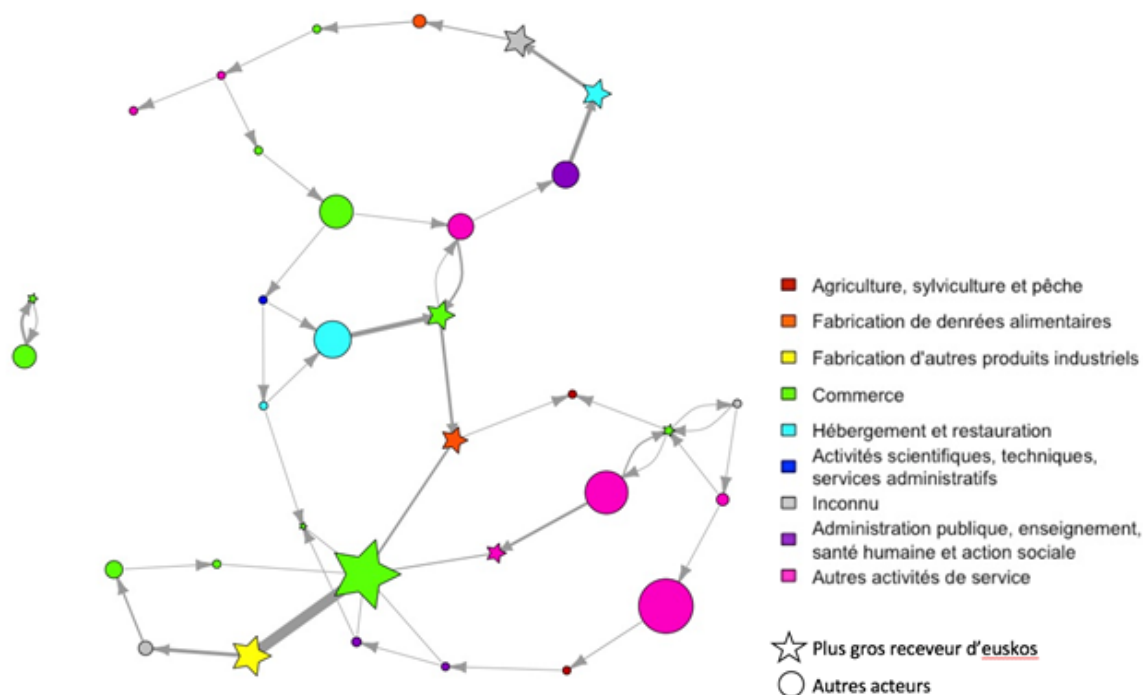 Agriculture, sylviculture et pêche
Fabrication de denrées alimentaires
Fabrication d'autres produits industriels
Commerce
Hébergement et restauration
Activités scientifiques, techniques,
services administratifs
Inconnu
Administration publique, enseignement,
santé humaine et action sociale
Autres activités de service
Plus gros receveur d'euskos
Autres acteurs